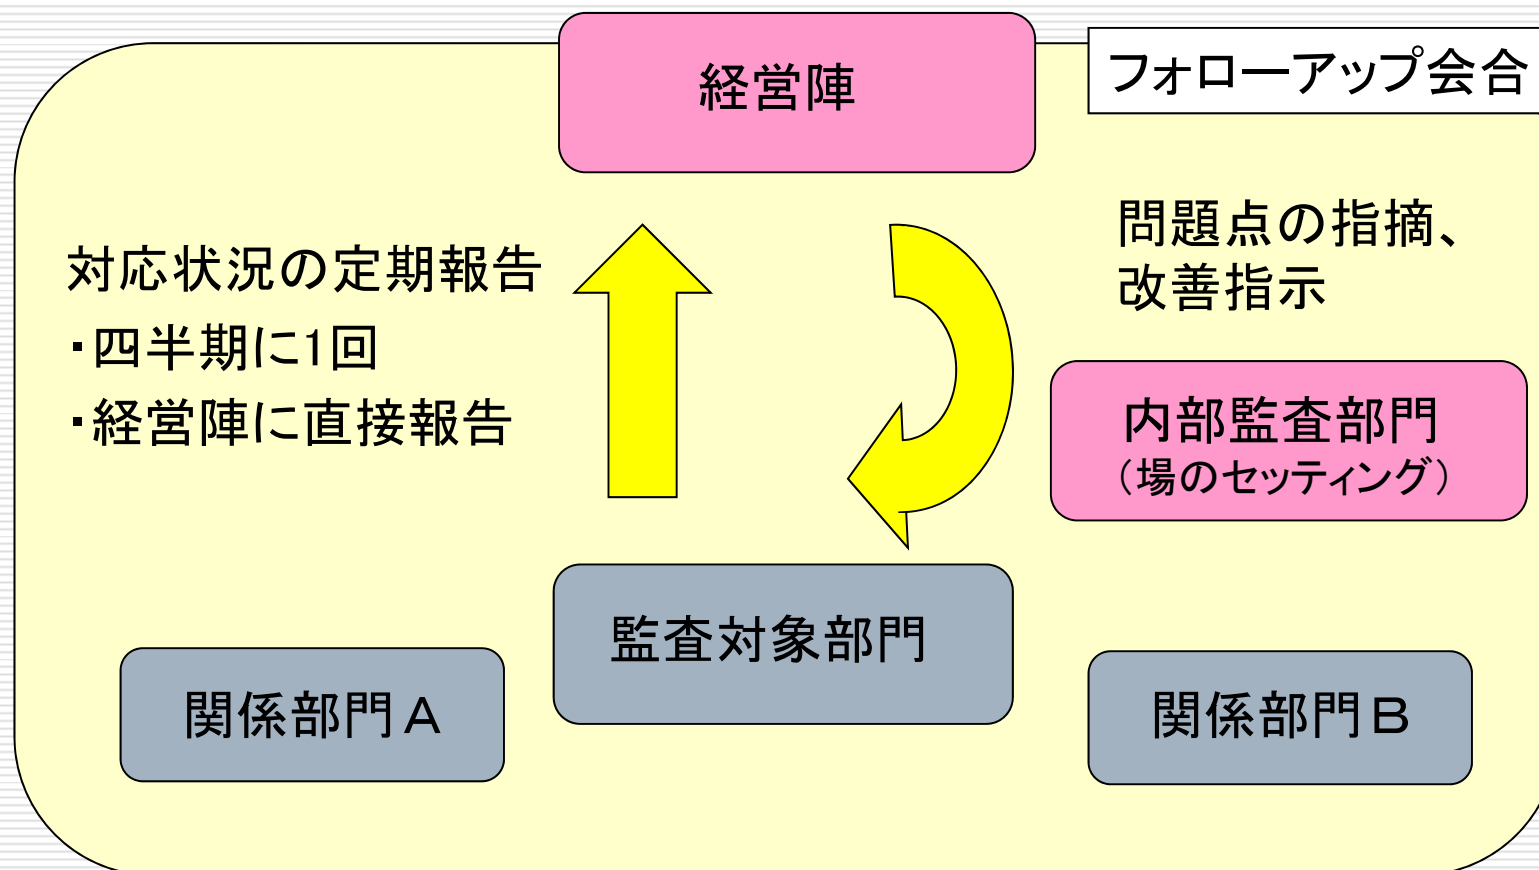 経営陣
フォローアップ会合
対応状況の定期報告
・四半期に1回
・経営陣に直接報告
問題点の指摘、
改善指示
内部監査部門
（場のセッティング）
監査対象部門
関係部門Ａ
関係部門Ｂ